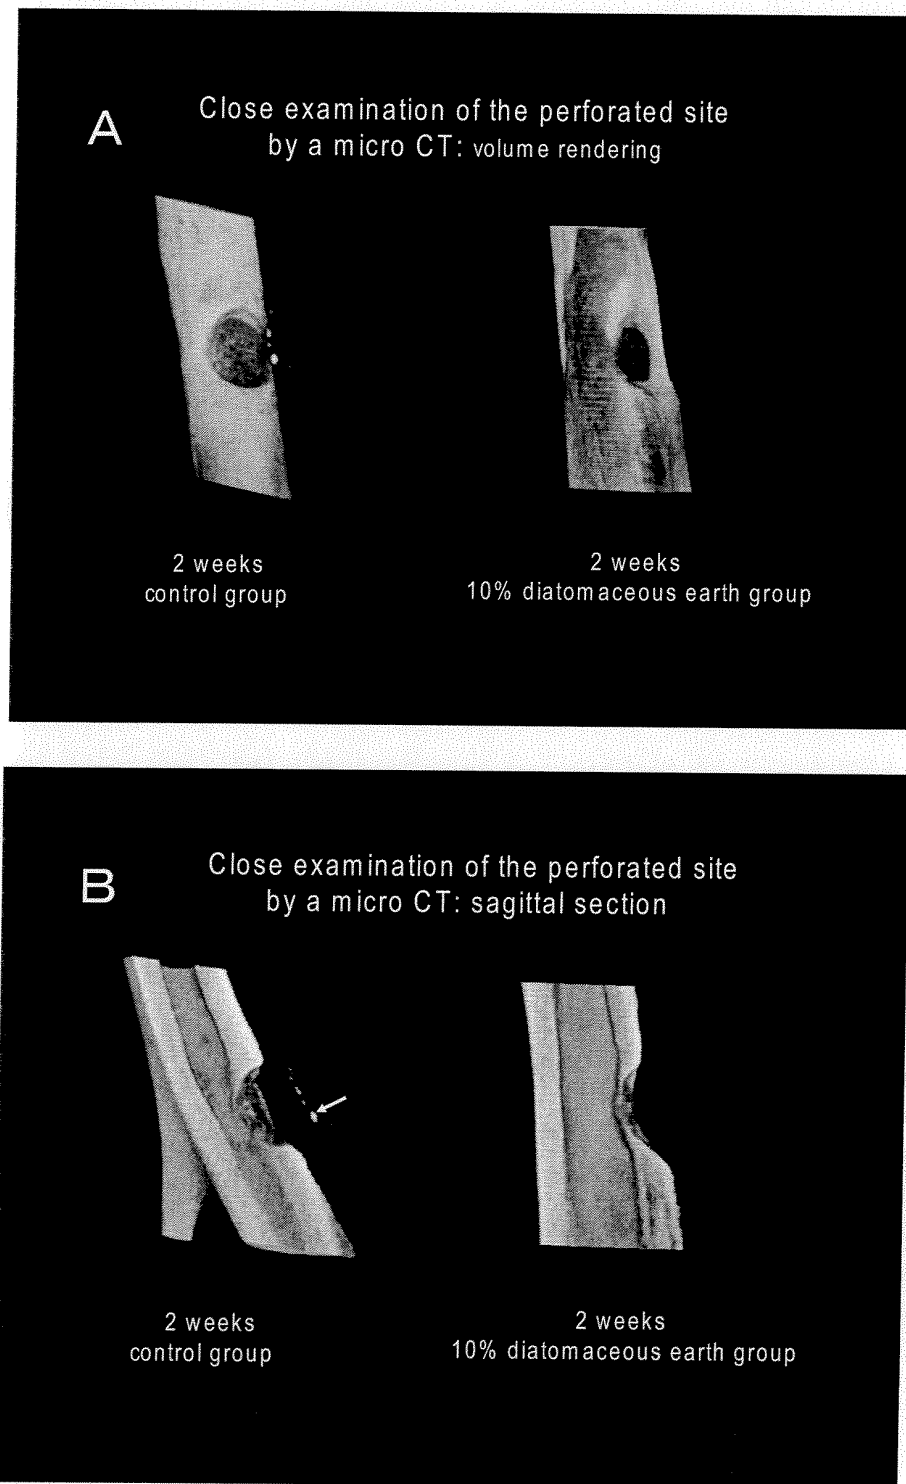 A
Close examination of the perforated site
by a micro CT: volume rendering
2 weeks
control group
2 weeks
10% diatomaceous earth group
B
Close examination of the perforated site
by a micro CT: sagittal section
2 weeks
control group
2 weeks
10% diatomaceous earth group